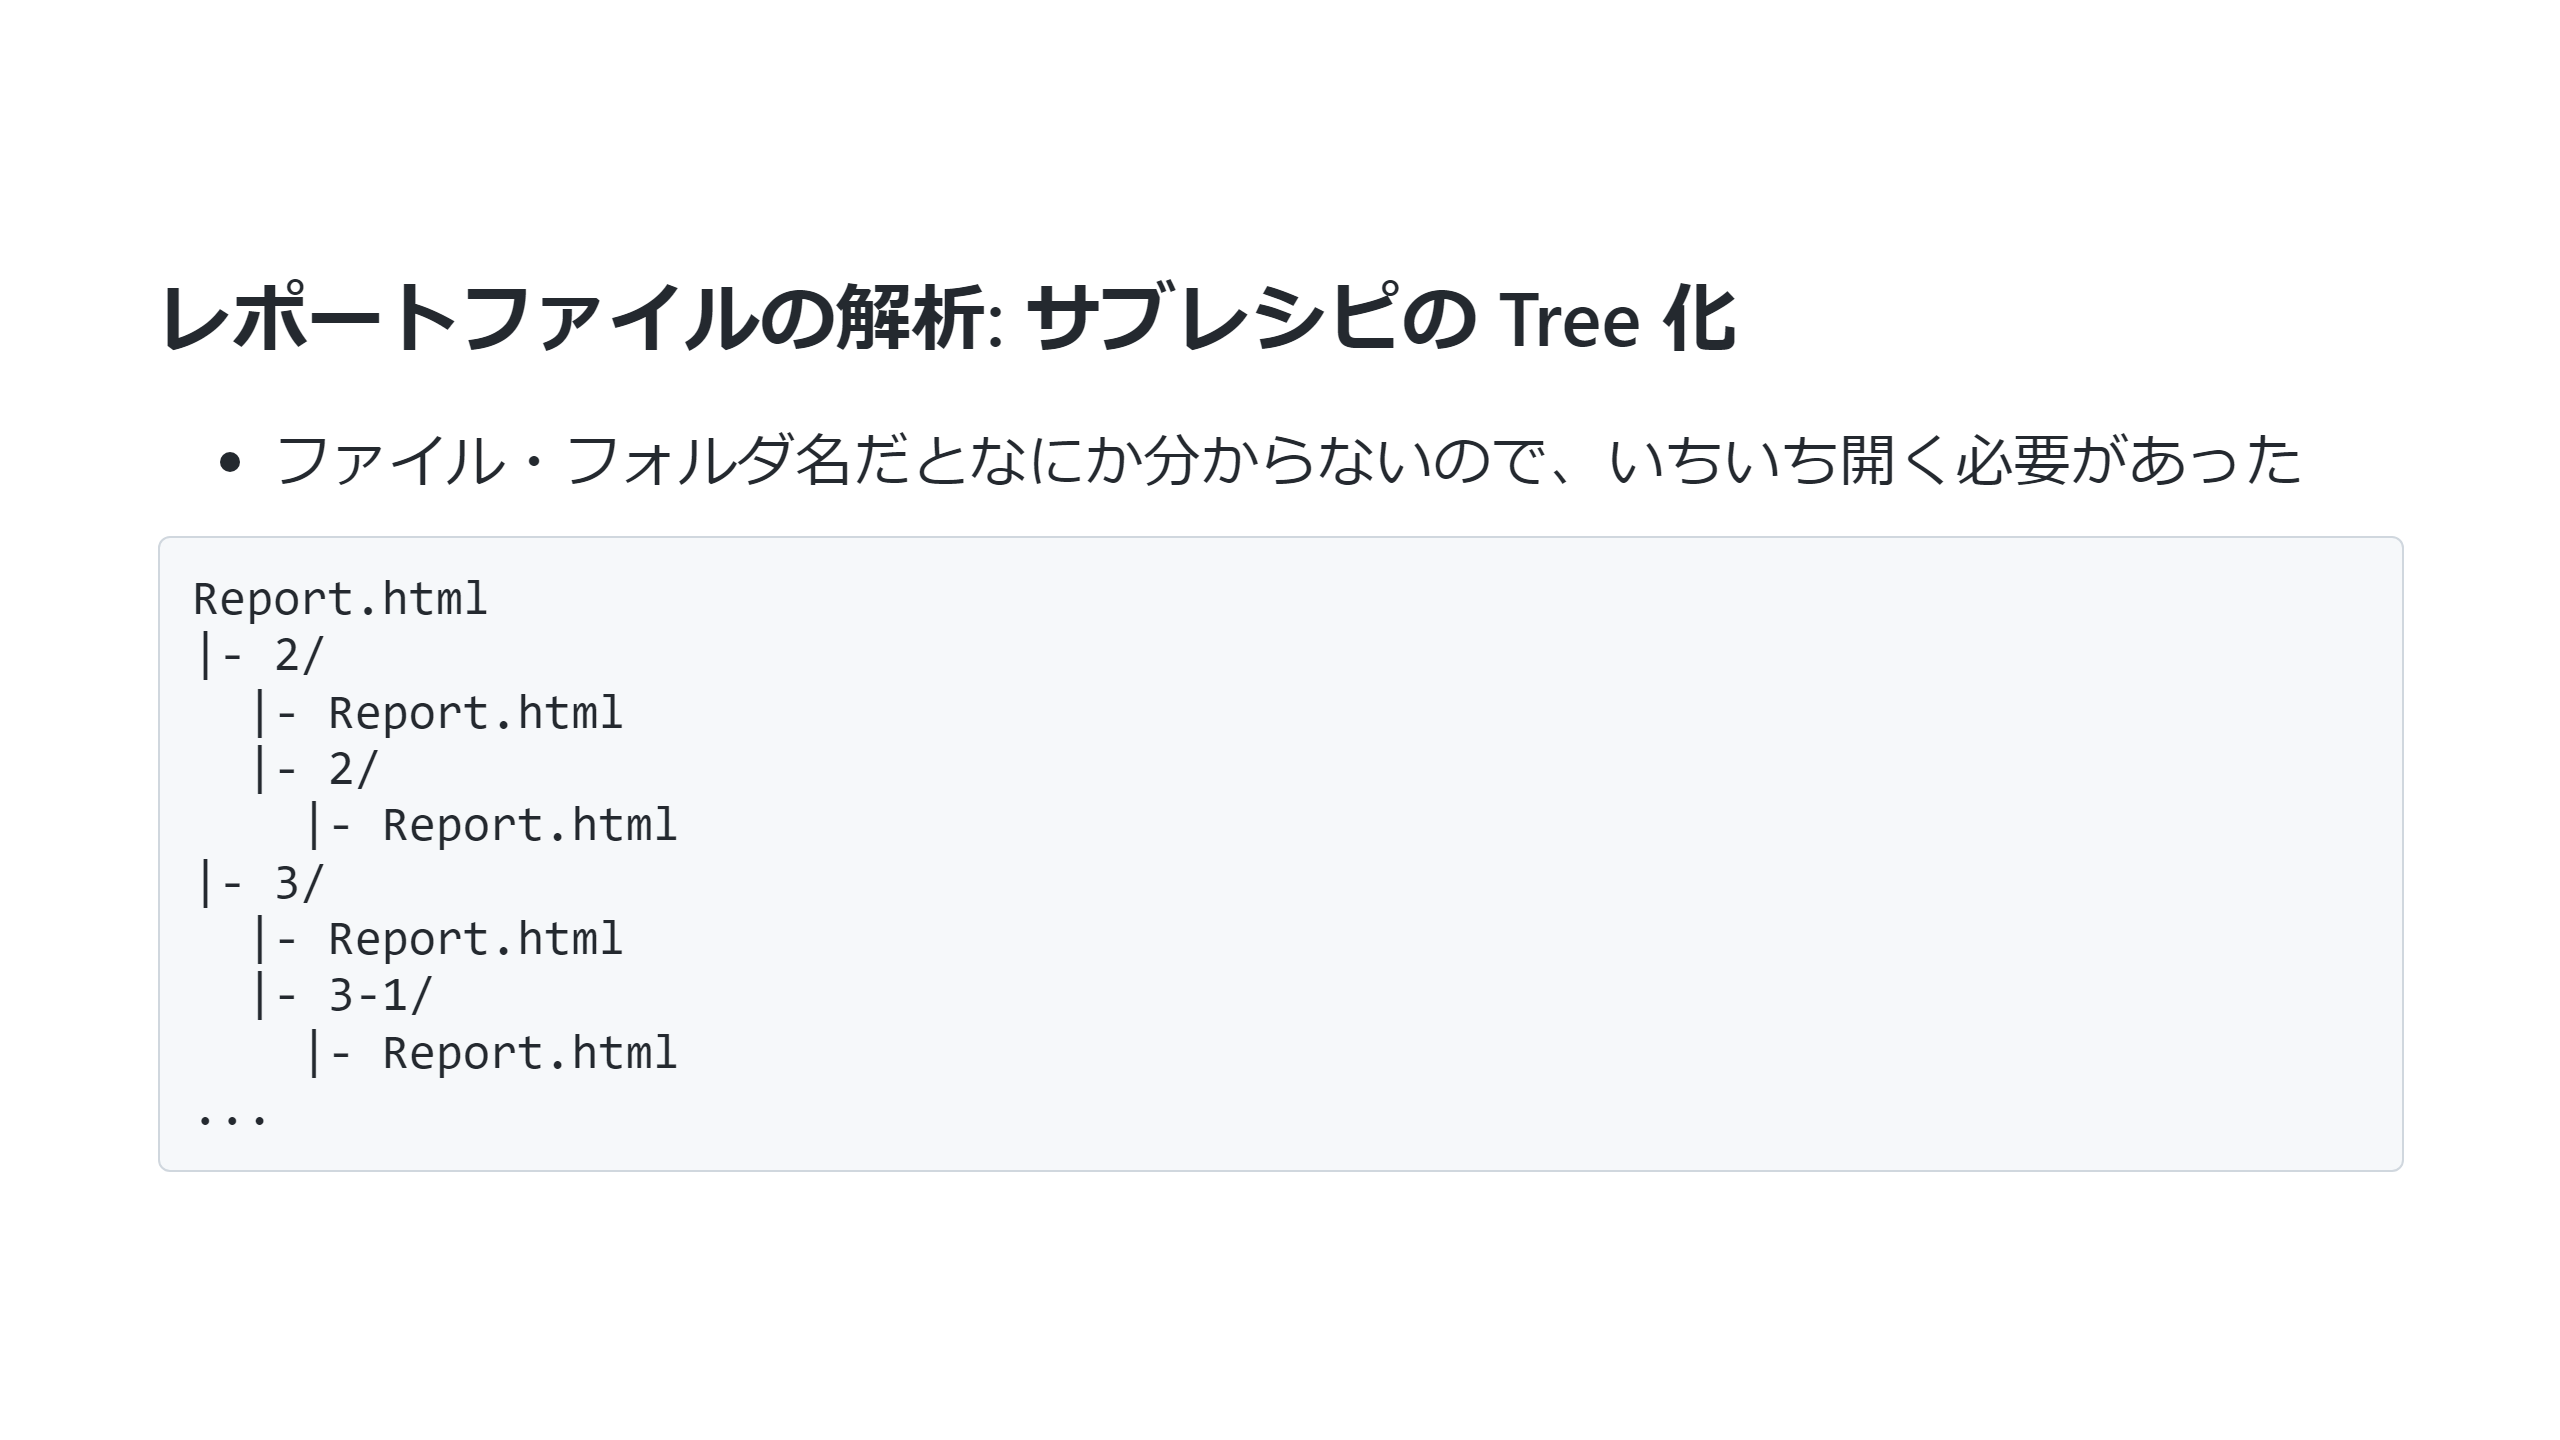 レポートファイルの解析: サブレシピの Tree 化
• ファイル・フォルダ名だとなにか分からないので、いちいち開く必要があった
Report.html
|- 2/
  |- Report.html
  |- 2/
    |- Report.html
|- 3/
  |- Report.html
  |- 3-1/
    |- Report.html
...